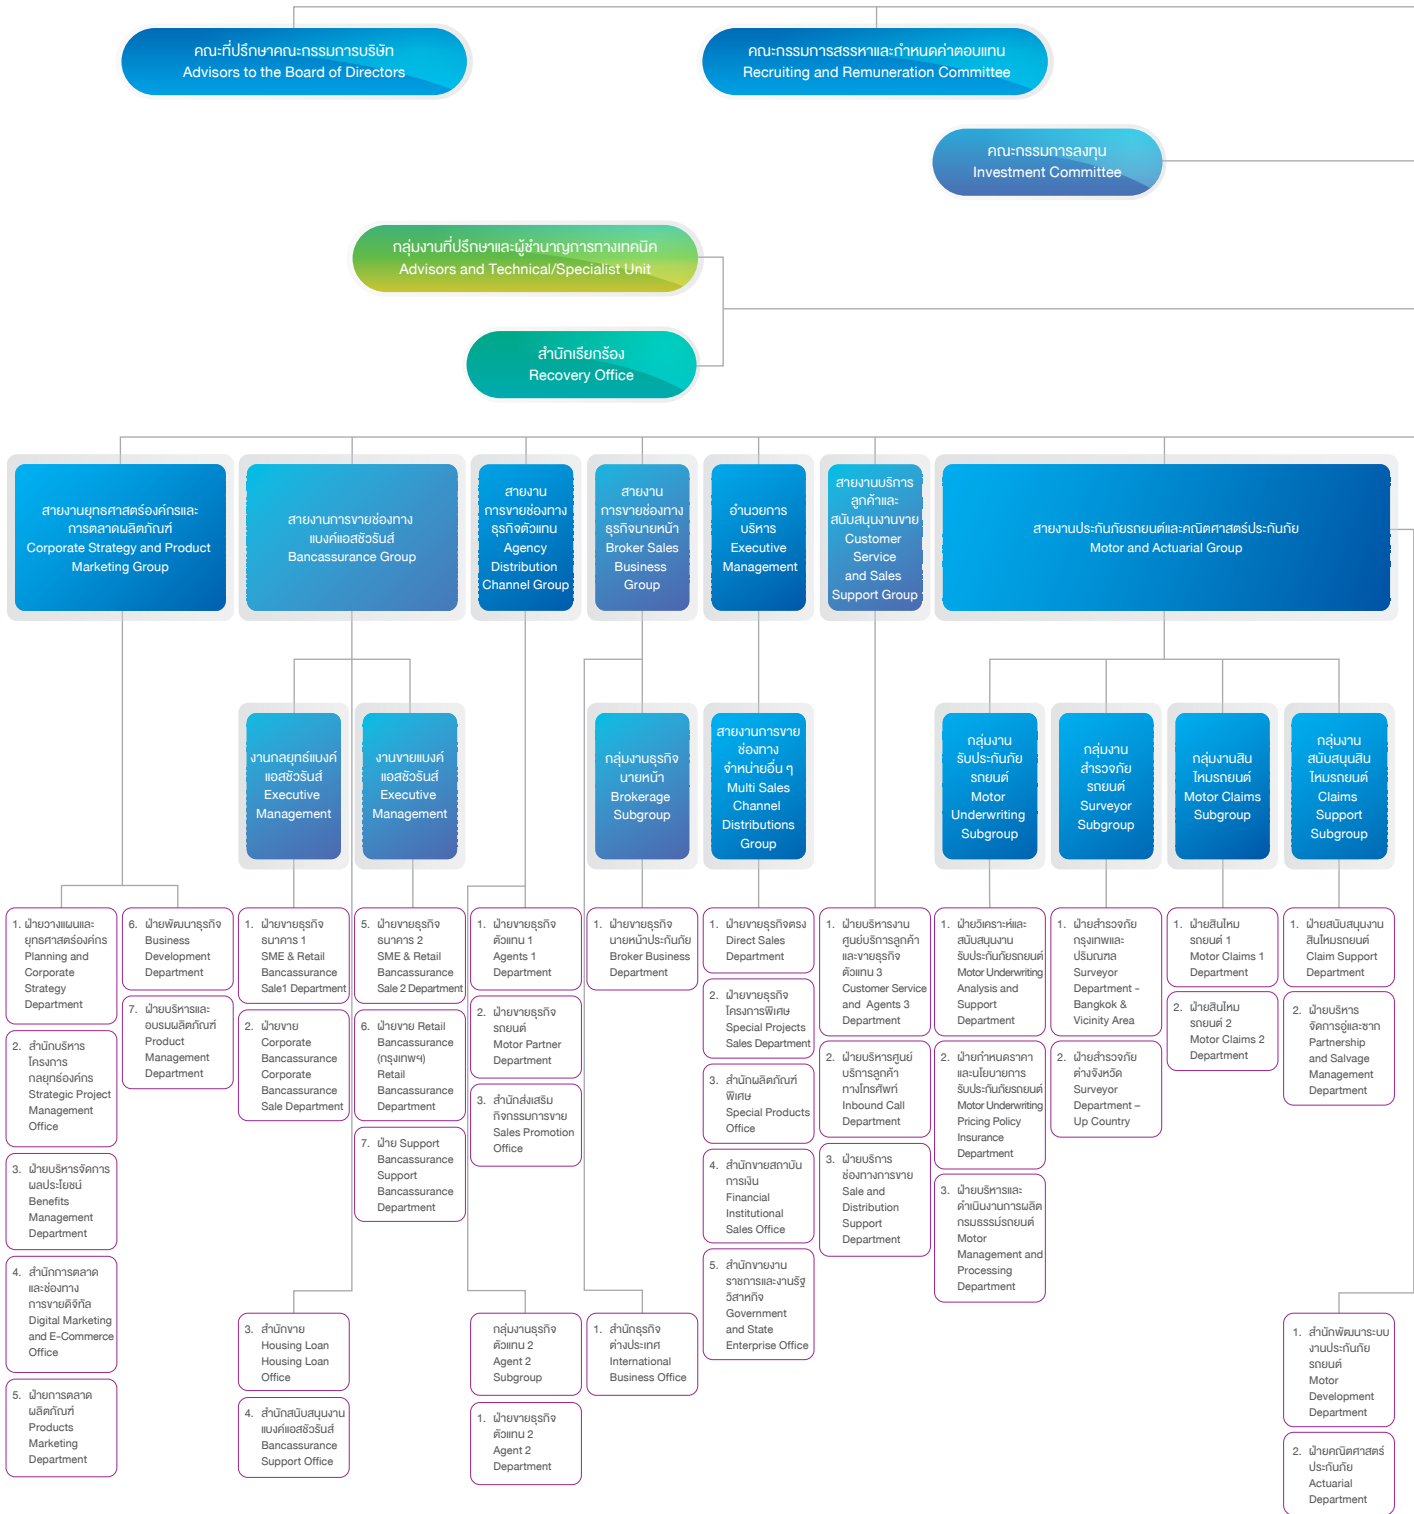 คณะที่ปรึกษาคณะกรรมการบริษัท
Advisors to the Board of Directors
คณะกรรมการสรรหาและกำหนดค่าตอบแทน
Recruiting and Remuneration Committee
คณะกรรมการลงทุน
Investment Committee
กลุ่มงานที่ปรึกษาและผู้ชำนาญการทางเทคนิค
Advisors and Technical/Specialist Unit
สำนักเรียกร้อง
Recovery Office
สายงานยุทธศาสตร์องค์กรและ
การตลาดผลิตภัณฑ์
Corporate Strategy and Product
Marketing Group
สายงานการขายช่องทาง
แบงค์แอสชัวรันส์
Bancassurance Group
สายงาน
การขายช่องทาง
ธุรกิจตัวแทน
Agency
Distribution
Channel Group
สายงาน
การขายช่องทาง
ธุรกิจนายหน้า
Broker Sales
Business
Group
อำนวยการ
บริหาร
Executive
Management
สายงานบริการ
ลูกค้าและ
สนับสนุนงานขาย
Customer
Service
and Sales
Support Group
สายงานประกันภัยรถยนต์และคณิตศาสตร์ประกันภัย
Motor and Actuarial Group
งานกลยุทธ์แบงค์
แอสชัวรันส์
Executive
Management
งานขายแบงค์
แอสชัวรันส์
Executive
Management
กลุ่มงานธุรกิจ
นายหน้า
Brokerage
Subgroup
สายงานการขาย
ช่องทาง
จำหน่ายอื่น ๆ
Multi Sales
Channel
Distributions
Group
กลุ่มงาน
รับประกันภัย
รถยนต์
Motor
Underwriting
Subgroup
กลุ่มงาน
สำรวจภัย
รถยนต์
Surveyor
Subgroup
กลุ่มงานสิน
ไหมรถยนต์
Motor Claims
Subgroup
กลุ่มงาน
สนับสนุนสิน
ไหมรถยนต์
Claims
Support
Subgroup
1. ฝ่ายวางแผนและ
ยุทธศาสตร์องค์กร
Planning and
Corporate
Strategy
Department
2. สำนักบริหาร
โครงการ
กลยุทธ์องค์กร
Strategic Project
Management
Office
3. ฝ่ายบริหารจัดการ
ผลประโยชน์
Benefits
Management
Department
4. สำนักการตลาด
และช่องทาง
การขายดิจิทัล
Digital Marketing
and E-Commerce
Office
5. ฝ่ายการตลาด
ผลิตภัณฑ์
Products
Marketing
Department
6. ฝ่ายพัฒนาธุรกิจ
Business
Development
Department
7. ฝ่ายบริหารและ
อบรมผลิตภัณฑ์
Product
Management
Department
1. ฝ่ายขายธุรกิจ
ธนาคาร 1
SME & Retail
Bancassurance
Sale1 Department
2. ฝ่ายขาย
Corporate
Bancassurance
Corporate
Bancassurance
Sale Department
3. สำนักขาย
Housing Loan
Housing Loan
Office
4. สำนักสนับสนุนงาน
แบงค์แอสชัวรันส์
Bancassurance
Support Office
5. ฝ่ายขายธุรกิจ
ธนาคาร 2
SME & Retail
Bancassurance
Sale 2 Department
6. ฝ่ายขาย Retail
Bancassurance
(กรุงเทพฯ)
Retail
Bancassurance
Department
7. ฝ่าย Support
Bancassurance
Support
Bancassurance
Department
1. ฝ่ายขายธุรกิจ
ตัวแทน 1
Agents 1
Department
2. ฝ่ายขายธุรกิจ
รถยนต์
Motor Partner
Department
3. สำนักส่งเสริม
กิจกรรมการขาย
Sales Promotion
Office
กลุ่มงานธุรกิจ
ตัวแทน 2
Agent 2
Subgroup
1. ฝ่ายขายธุรกิจ
ตัวแทน 2
Agent 2
Department
1. ฝ่ายขายธุรกิจ
นายหน้าประกันภัย
Broker Business
Department
1. สำนักธุรกิจ
ต่างประเทศ
International
Business Office
1. ฝ่ายขายธุรกิจตรง
Direct Sales
Department
2. ฝ่ายขายธุรกิจ
โครงการพิเศษ
Special Projects
Sales Department
3. สำนักผลิตภัณฑ์
พิเศษ
Special Products
Office
4. สำนักขายสถาบัน
การเงิน
Financial
Institutional
Sales Office
5. สำนักขายงาน
ราชการและงานรัฐ
วิสาหกิจ
Government
and State
Enterprise Office
1. ฝ่ายบริหารงาน
ศูนย์บริการลูกค้า
และขายธุรกิจ
ตัวแทน 3
Customer Service
and Agents 3
Department
2. ฝ่ายบริหารศูนย์
บริการลูกค้า
ทางโทรศัพท์
Inbound Call
Department
3. ฝ่ายบริการ
ช่องทางการขาย
Sale and
Distribution
Support
Department
1. ฝ่ายวิเคราะห์และ
สนับสนุนงาน
รับประกันภัยรถยนต์
Motor Underwriting
Analysis and
Support
Department
2. ฝ่ายกำหนดราคา
และนโยบายการ
รับประกันภัยรถยนต์
Motor Underwriting
Pricing Policy
Insurance
Department
3. ฝ่ายบริหารและ
ดำเนินงานการผลิต
กรมธรรม์รถยนต์
Motor
Management and
Processing
Department
1. ฝ่ายสำรวจภัย
กรุงเทพและ
ปริมณฑล
Surveyor
Department -
Bangkok &
Vicinity Area
2. ฝ่ายสำรวจภัย
ต่างจังหวัด
Surveyor
Department –
Up Country
1. ฝ่ายสินไหม
รถยนต์ 1
Motor Claims 1
Department
2. ฝ่ายสินไหม
รถยนต์ 2
Motor Claims 2
Department
1. ฝ่ายสนับสนุนงาน
สินไหมรถยนต์
Claim Support
Department
2. ฝ่ายบริหาร
จัดการอู่และซาก
Partnership
and Salvage
Management
Department
1. สำนักพัฒนาระบบ
งานประกันภัย
รถยนต์
Motor
Development
Department
2. ฝ่ายคณิตศาสตร์
ประกันภัย
Actuarial
Department